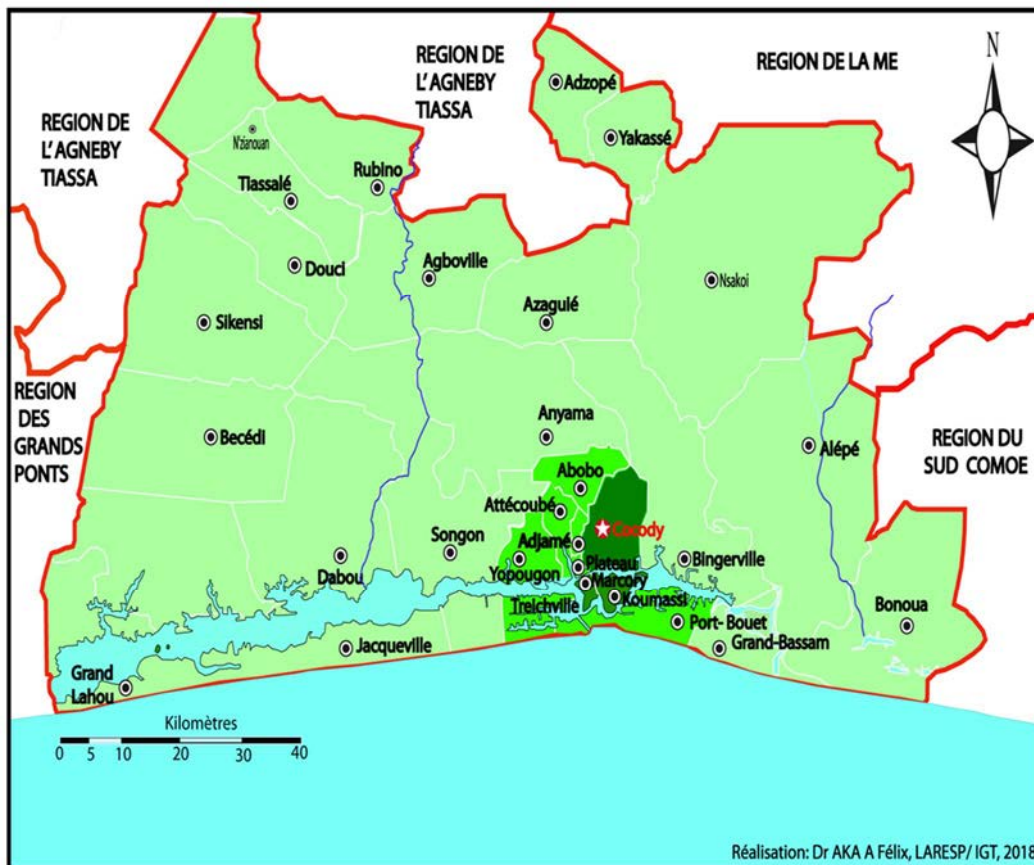 REGION DE
L'AGNEBY
TIASSA
REGION DE
L'AGNEBY
TIASSA
REGION DE LA ME
N
Adzopé
Yakassé
N'zianouan
Rubino
Tiassalé
Douci
Agboville
Nsakoi
Azaguié
Sikensi
REGION
DES
GRANDS
PONTS
Becédi
Anyama
Alépé
REGION DU
SUD COMOE
Abobo
Attécoubé
Cocody
Songon
Adjamé
Dabou
Yopougon
Plateau
Bingerville
Marcory
Treichville
Koumassi
Bonoua
Port- Bouet
Jacqueville
Grand-Bassam
Grand
Lahou
Kilomètres
0 5 10 20 30 40
Réalisation: Dr AKA A Félix, LARESP/ IGT, 2018